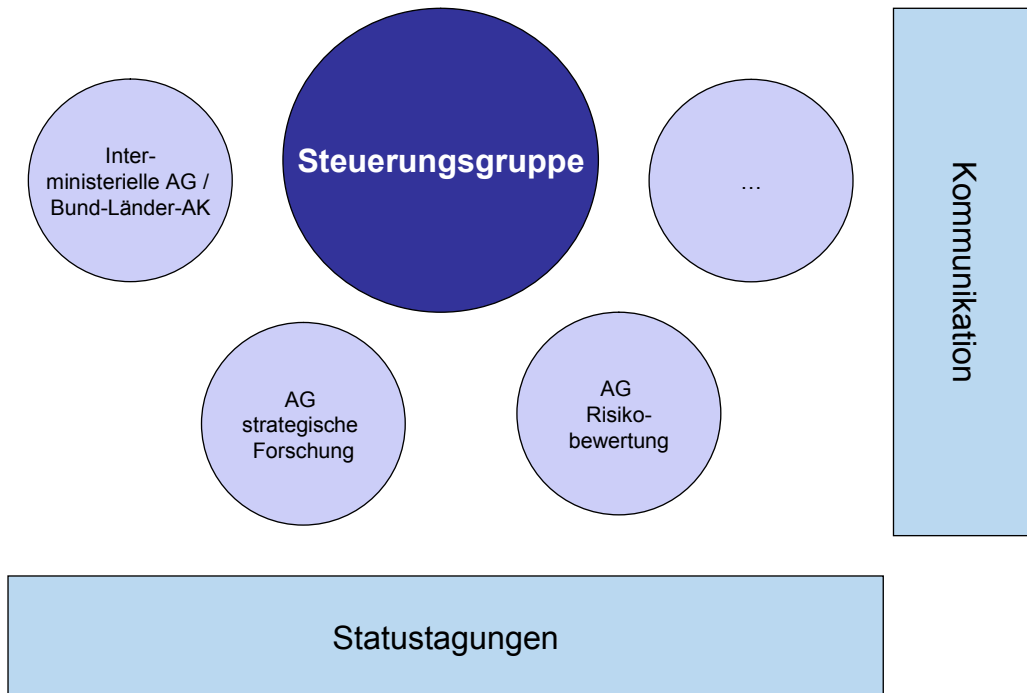 Steuerungsgruppe
Inter-
ministerielle AG /
Bund-Länder-AK
…
AG
strategische
Forschung
AG
Risiko-
bewertung
Kommunikation
Statustagungen